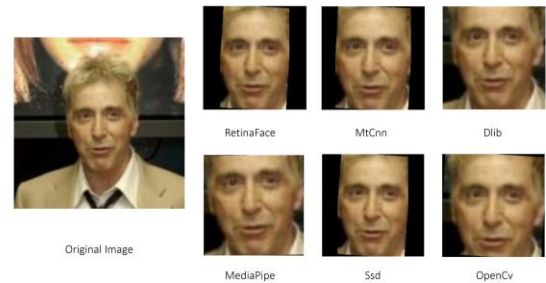 RetinaFace
MtCnn
Dlib
Original Image
MediaPipe
Ssd
OpenCv